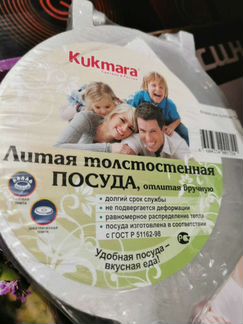 Kukmara
Литая толстостенная
ПОСУДА, отлитая вручную
• долгий срок службы
• не подвергается деформации
• равномерное распределение тепла
• посуда изготовлена в соответствии
с ГОСТ Р 51162-98
Удобная посуда–
вкусная еда!